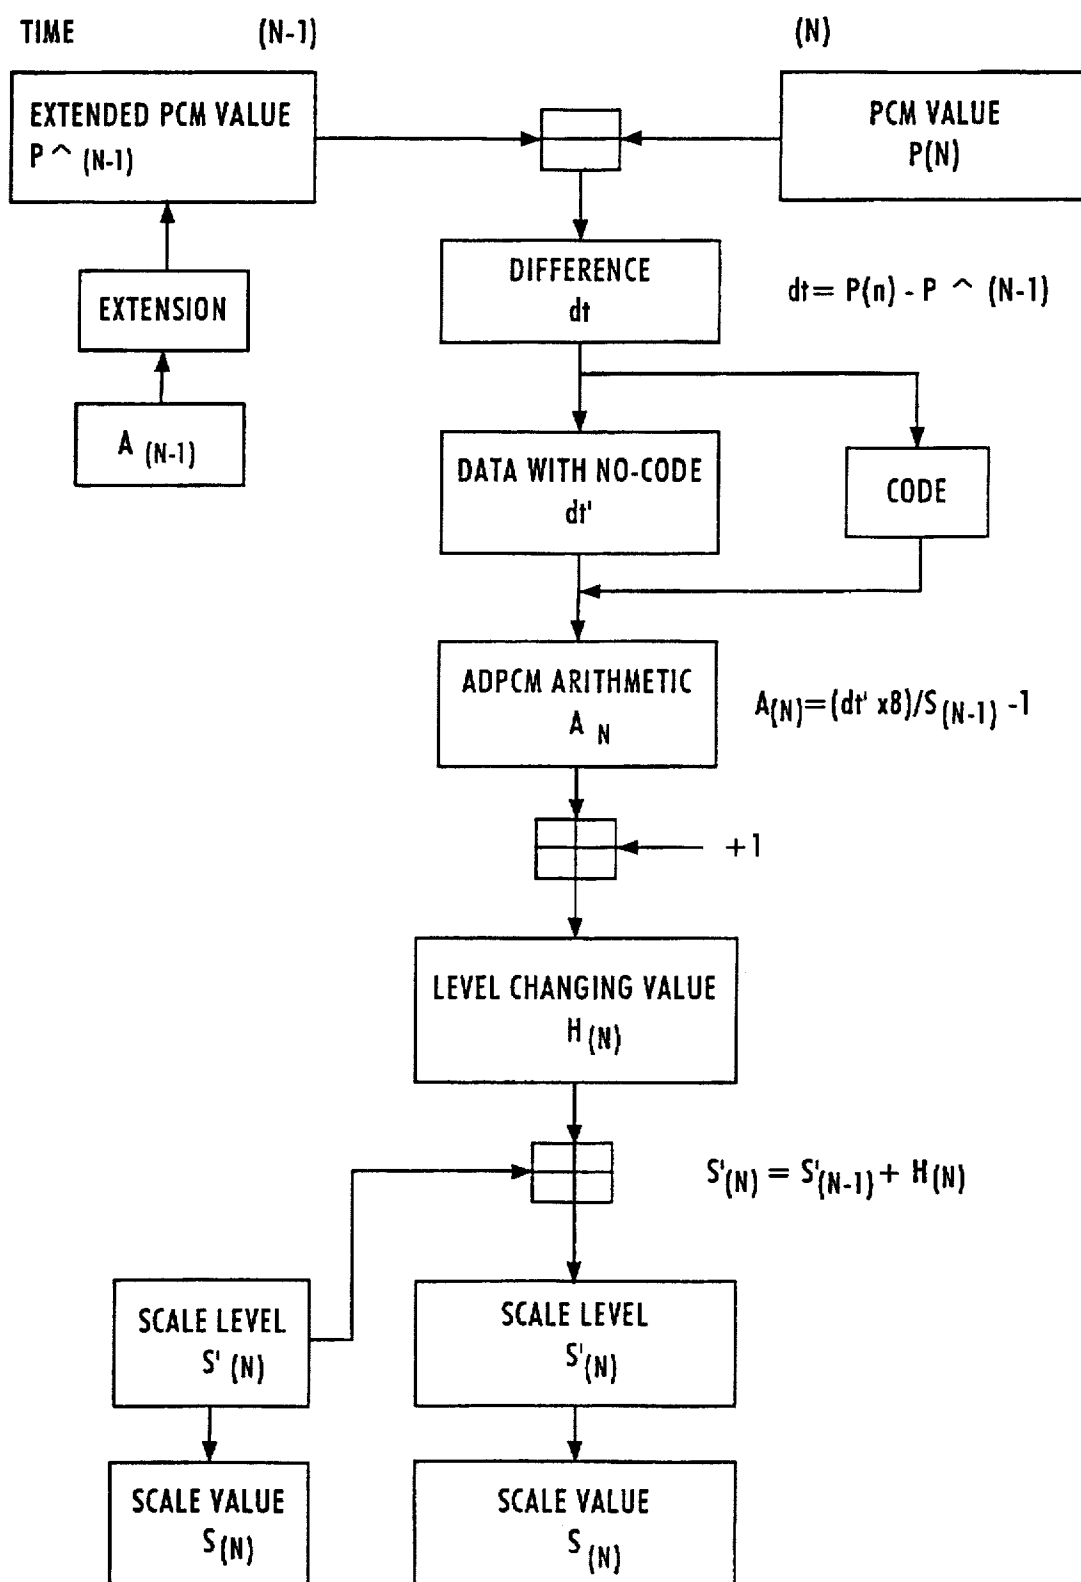 TIME (N-1) (N)
EXTENDED PCM VALUE
P ^ (N-1)
PCM VALUE
P(N)
DIFFERENCE
dt
dt= P(n) - P ^ (N-1)
EXTENSION
A (N-1)
DATA WITH NO-CODE
dt'
CODE
ADPCM ARITHMETIC
A N
A(N)=(dt' x8)/S(N-1) -1
+1
LEVEL CHANGING VALUE
H(N)
S'(N) = S'(N-1)+ H(N)
SCALE LEVEL
S' (N)
SCALE LEVEL
S'(N)
SCALE VALUE
S(N)
SCALE VALUE
S (N)